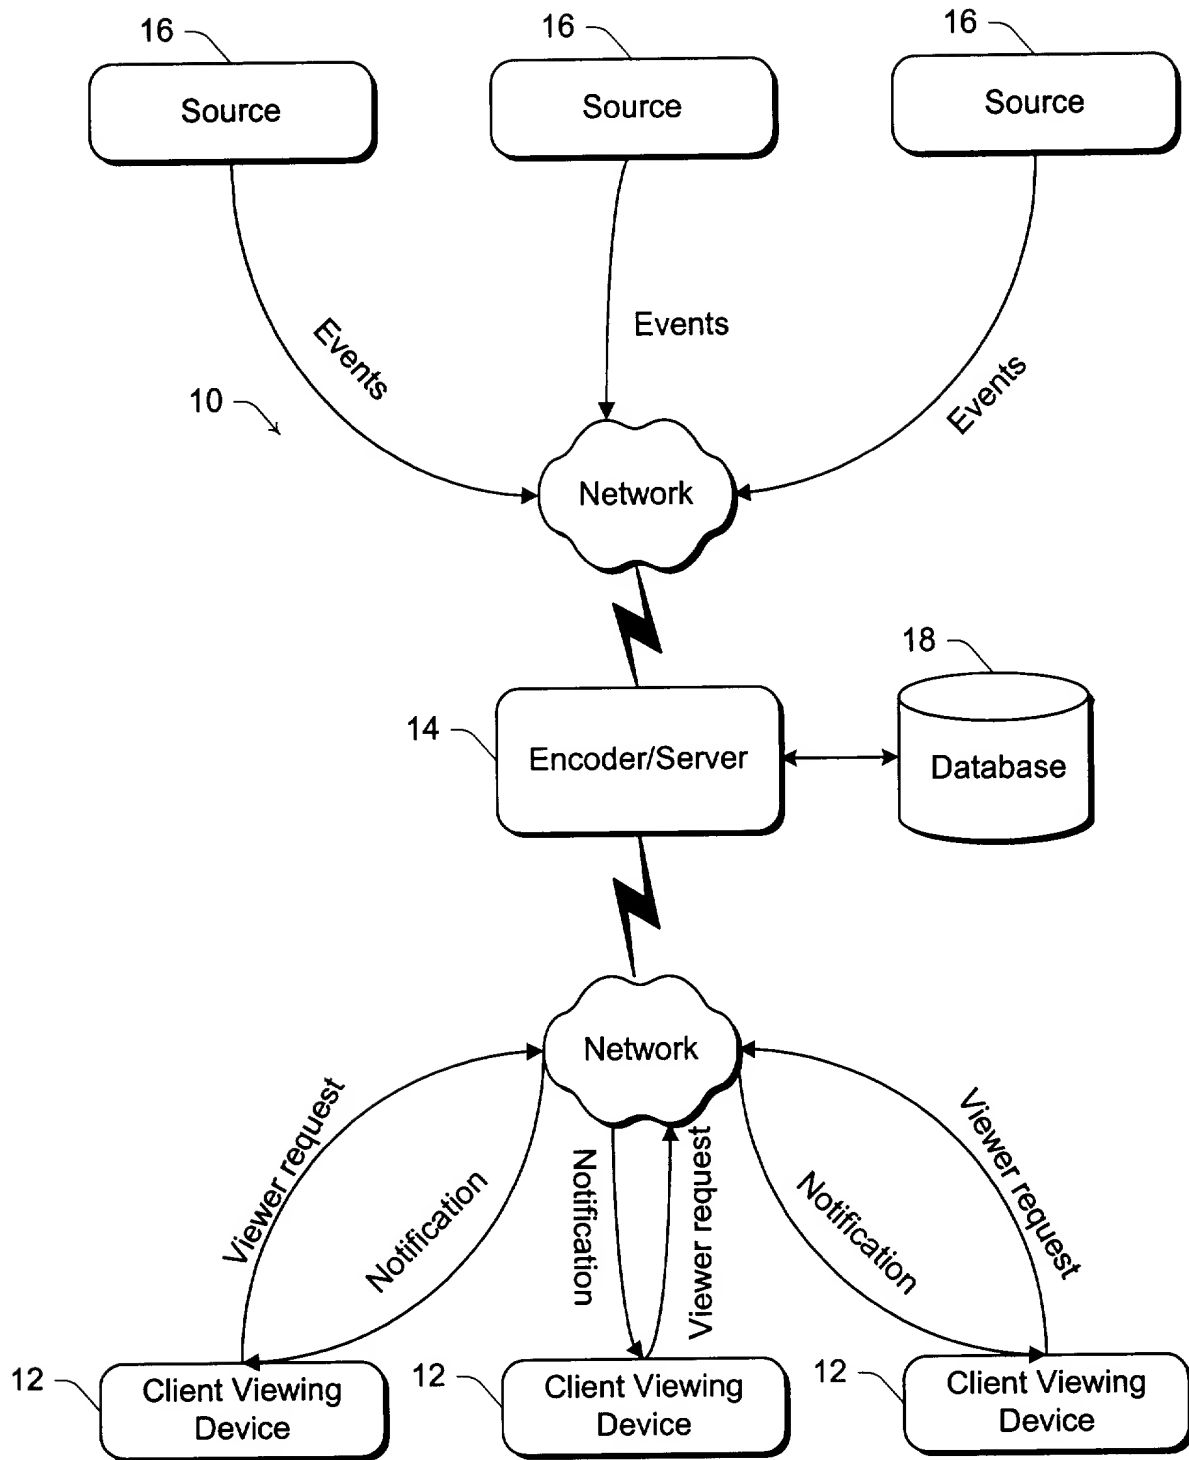 16
16
16
Source
Source
Source
Events
Events
Events
10
Network
18
14
Encoder/Server
Database
Network
Viewer request
Notification
Notification
Viewer request
Notification
Viewer request
12
Client Viewing
Device
12
Client Viewing
Device
12
Client Viewing
Device